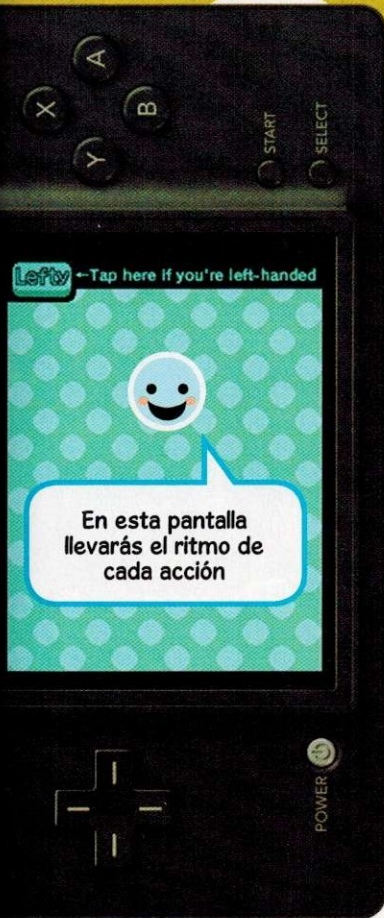 X
A
Y
B
START
SELECT
Lefty ←Tap here if you're left-handed
En esta pantalla
llevarás el ritmo de
cada acción
POWER